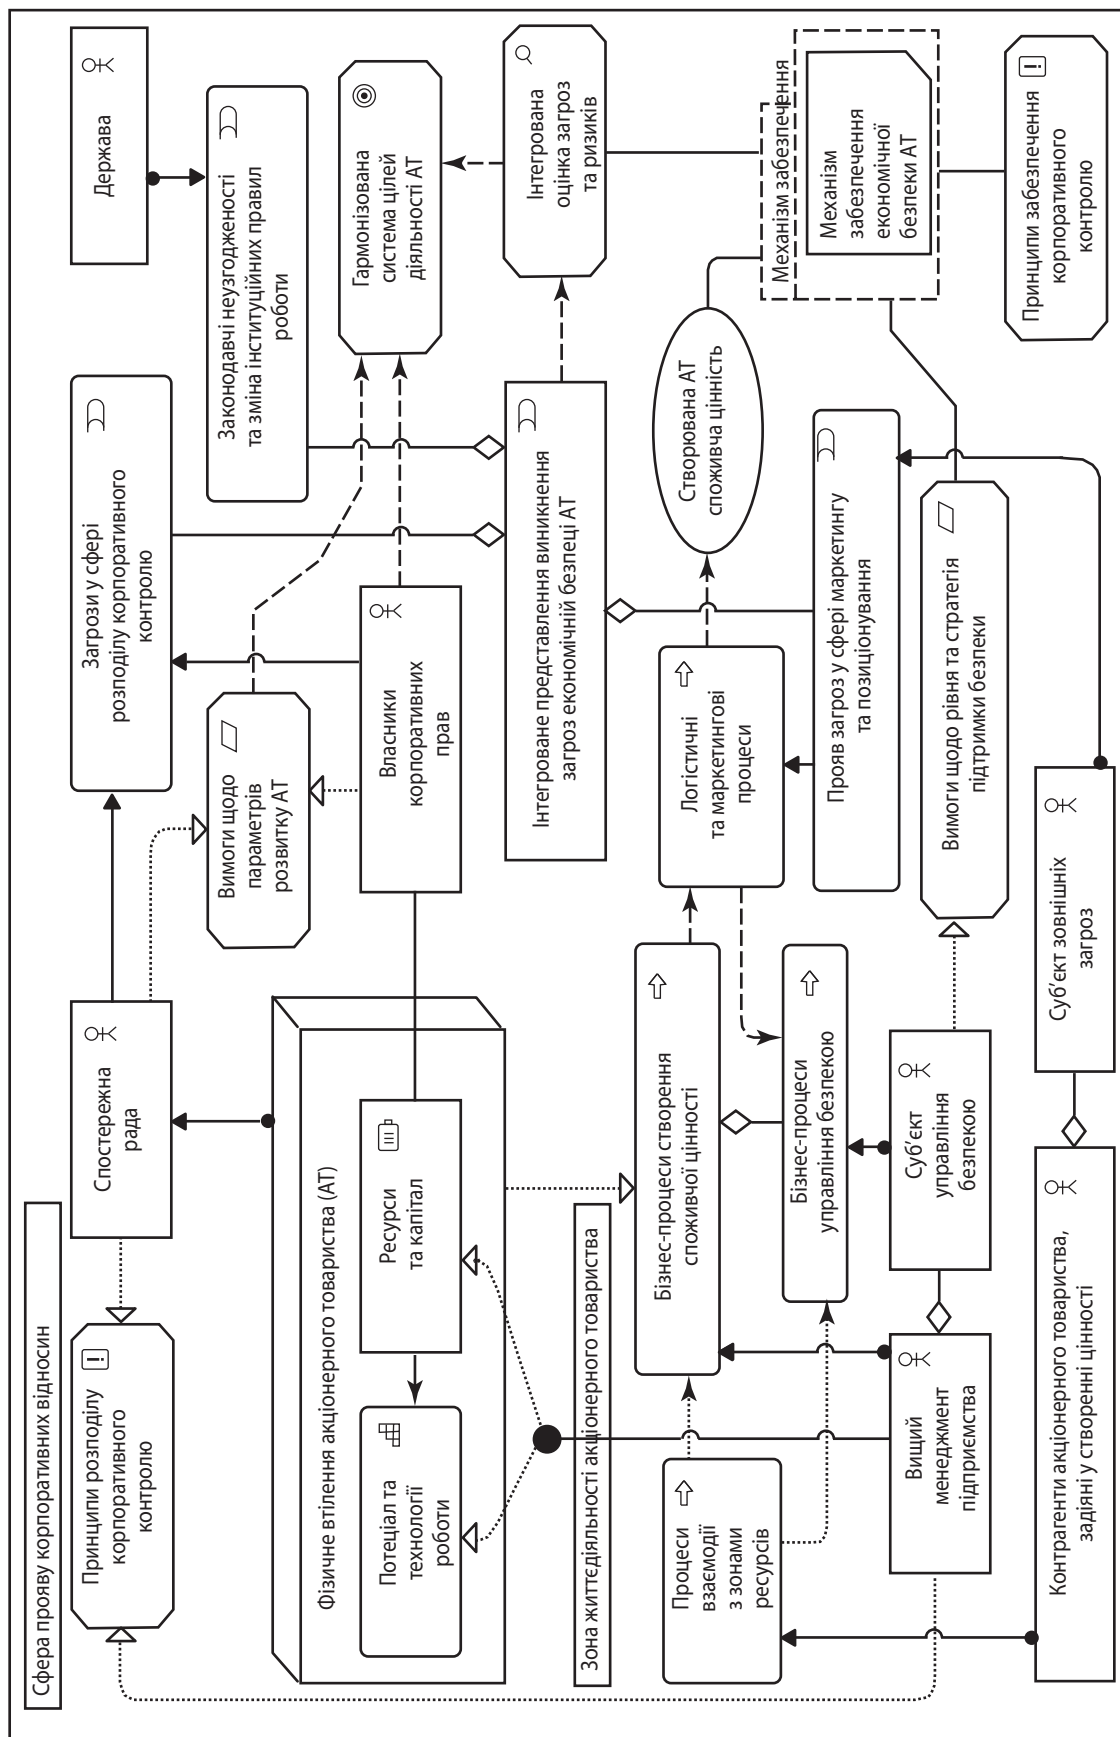 Сфера прояву корпоративних відносин
Принципи розподілу
корпоративного
контролю
Спостережна
рада
Загрози у сфері
розподілу корпоративного
контролю
Держава
Законодавчі неузгодженості
та зміна інституційних правил
роботи
Вимоги щодо
параметрів
розвитку АТ
Фізичне втілення акціонерного товариства (АТ)
Потеціал та
технології
роботи
Ресурси
та капітал
Власники
корпоративних
прав
Гармонізована
система цілей
діяльності АТ
Інтегроване представлення виникнення
загроз економічній безпеці АТ
Інтегрована
оцінка загроз
та ризиків
Зона життєдіяльності акціонерного товариства
Процеси
взаємодії
з зонами
ресурсів
Бізнес-процеси створення
споживчої цінності
Логістичні
та маркетингові
процеси
Створювана АТ
споживча цінність
Механізм забезпечення
Механізм
забезпечення
економічної
безпеки АТ
Бізнес-процеси
управління безпекою
Прояв загроз у сфері маркетингу
та позиціонування
Вищий
менеджмент
підприємства
Суб’єкт
управління
безпекою
Вимоги щодо рівня та стратегія
підтримки безпеки
Принципи забезпечення
корпоративного
контролю
Контрагенти акціонерного товариства,
задіяні у створенні цінності
Суб’єкт зовнішніх
загроз